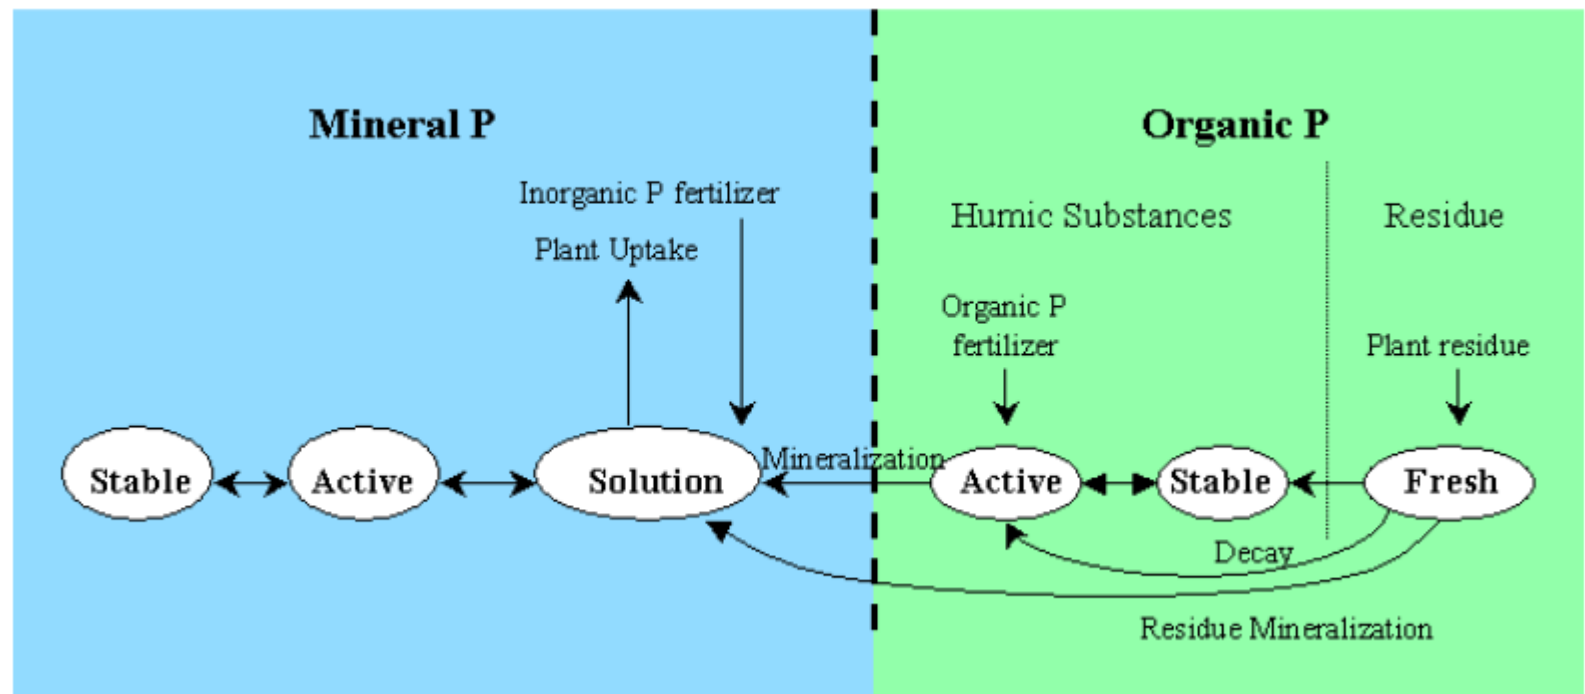 Mineral P
Organic P
Inorganic P fertilizer
Plant Uptake
Humic Substances
Residue
Organic P
fertilizer
Plant residue
Stable
Active
Solution
Mineralization
Active
Stable
Fresh
Decay
Residue Mineralization